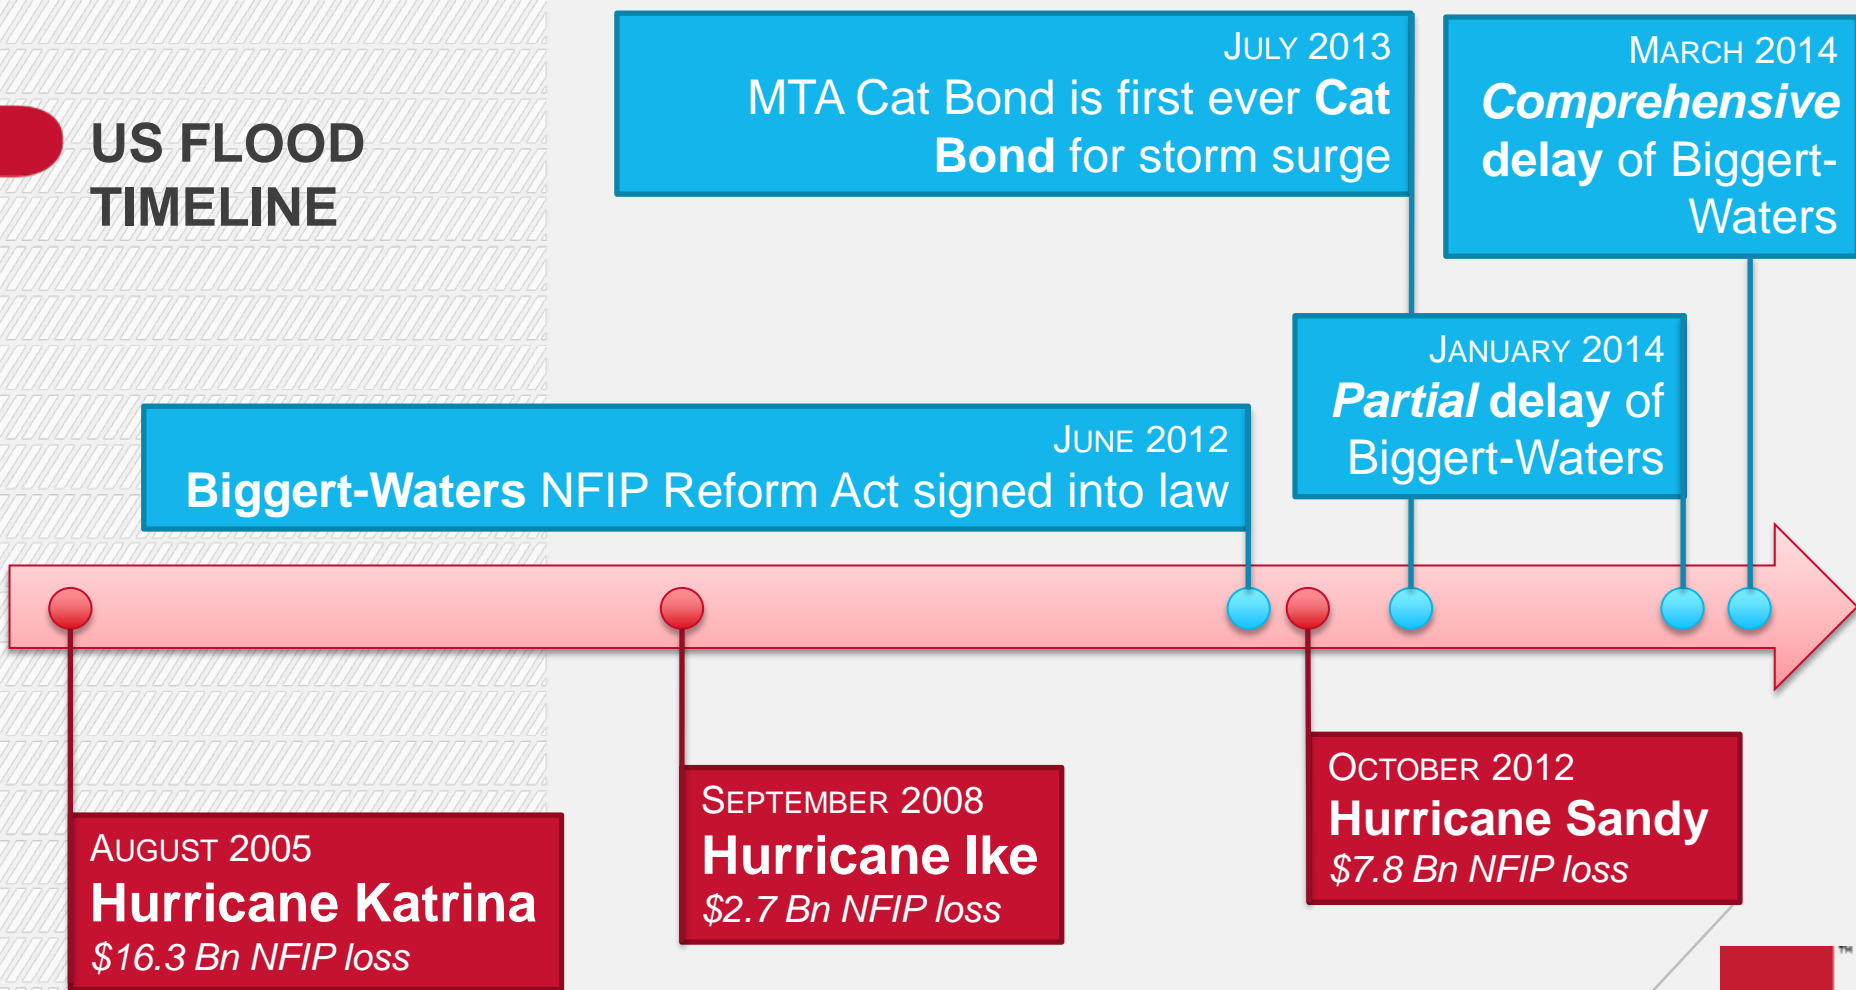 US FLOOD
TIMELINE
JULY 2013
MTA Cat Bond is first ever Cat
Bond for storm surge
MARCH 2014
Comprehensive
delay of Biggert-
Waters
JANUARY 2014
Partial delay of
Biggert-Waters
JUNE 2012
Biggert-Waters NFIP Reform Act signed into law
AUGUST 2005
Hurricane Katrina
$16.3 Bn NFIP loss
SEPTEMBER 2008
Hurricane Ike
$2.7 Bn NFIP loss
OCTOBER 2012
Hurricane Sandy
$7.8 Bn NFIP loss
TM